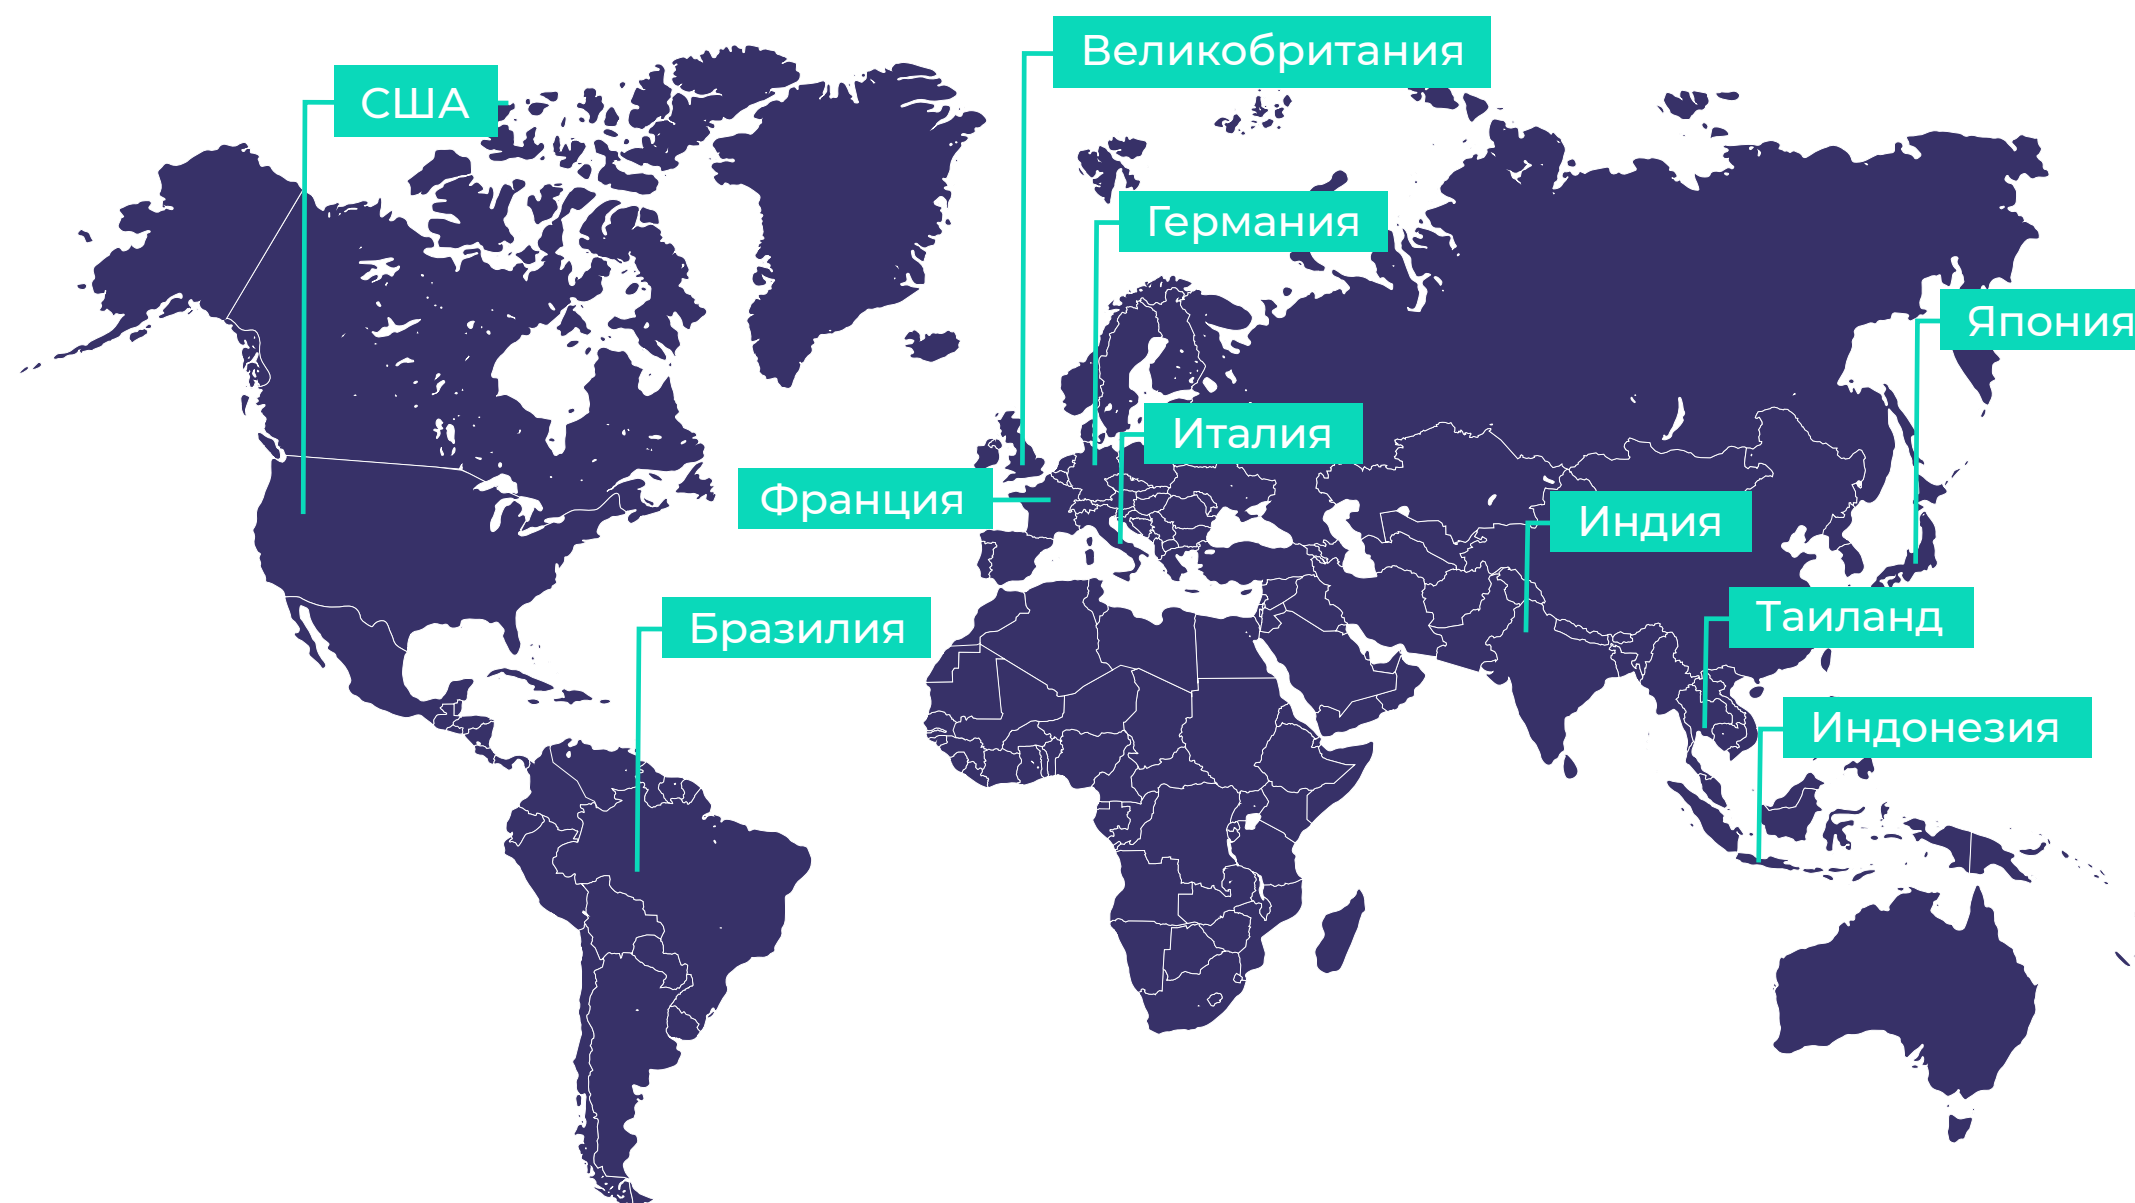 Великобритания
США
Германия
Япония
Италия
Франция
Индия
Таиланд
Бразилия
Индонезия